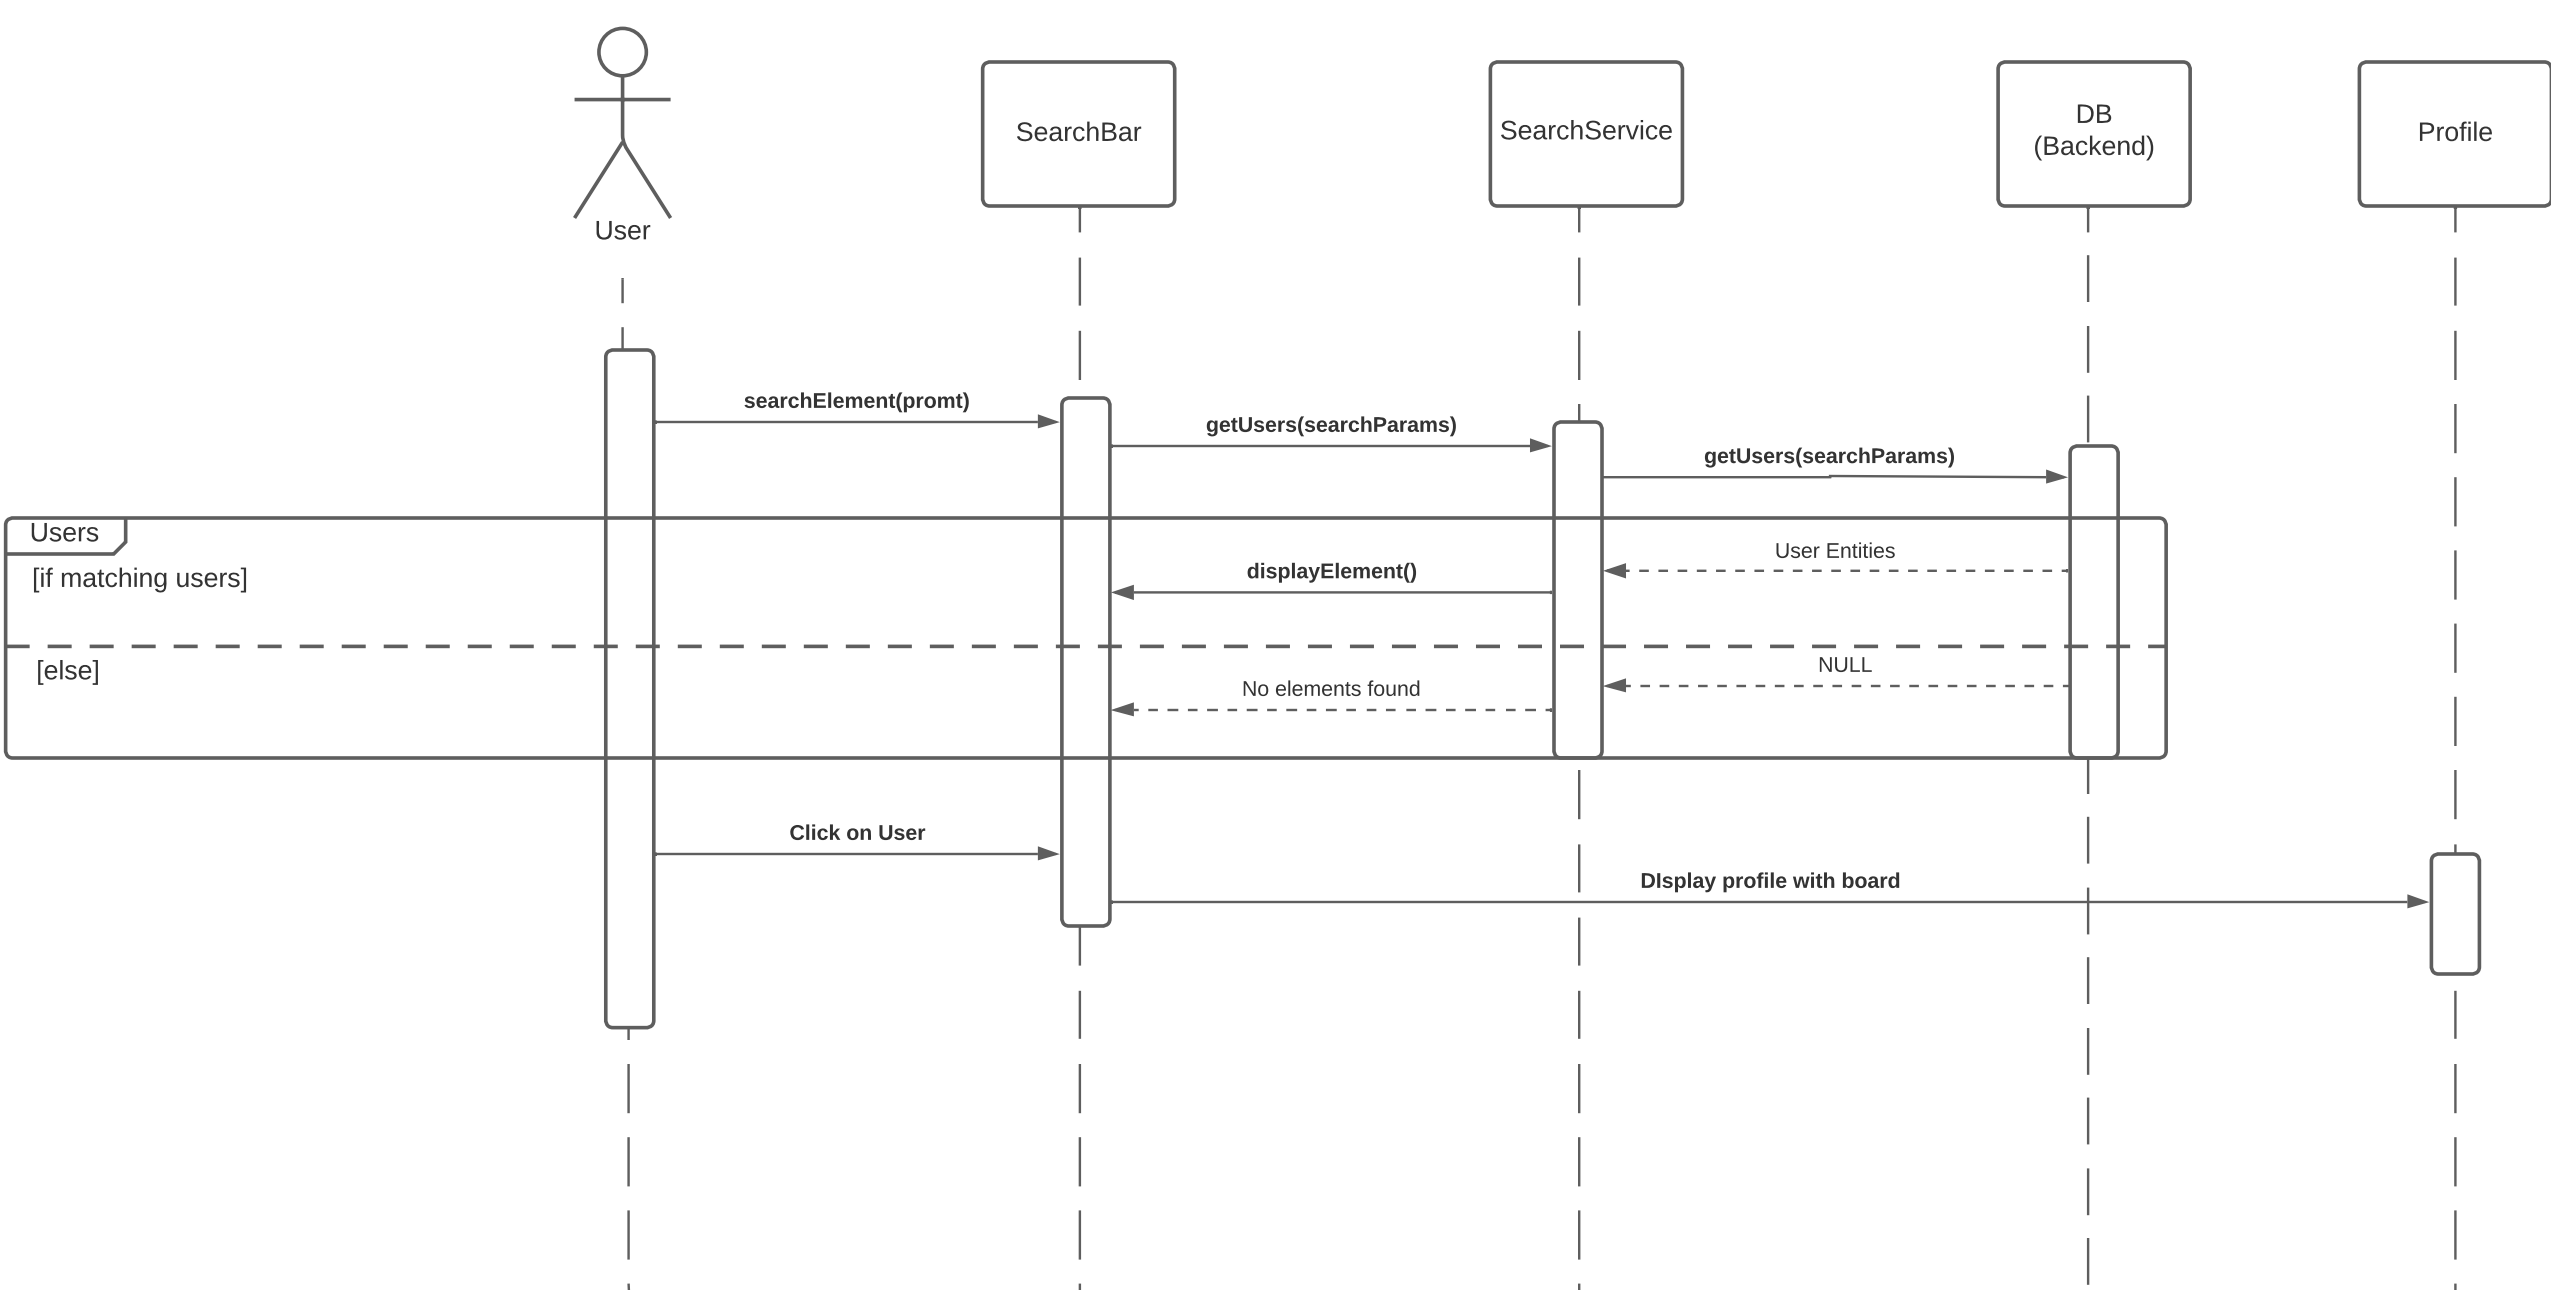 User
SearchBar
SearchService
DB
(Backend)
Profile
searchElement(promt)
getUsers(searchParams)
getUsers(searchParams)
Users
[if matching users]
User Entities
displayElement()
[else]
NULL
No elements found
Click on User
DIsplay profile with board